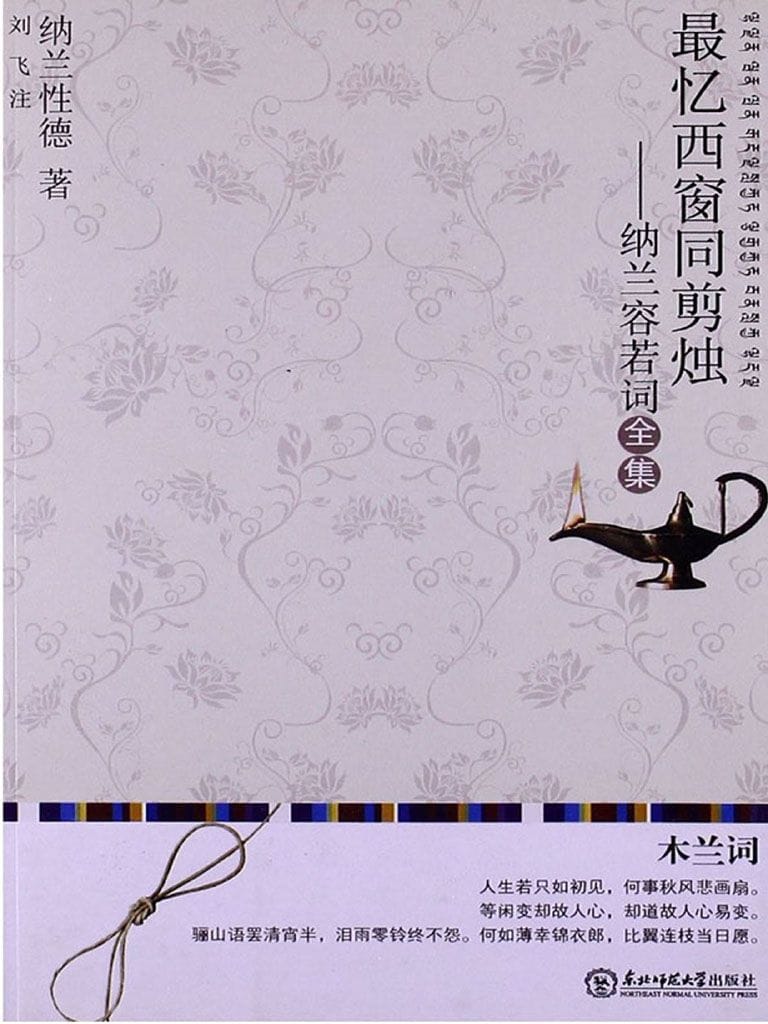 最忆西窗同剪烛
——纳兰容若词全集
纳兰性德 著
刘飞注
木兰词
人生若只如初见，何事秋风悲画扇。
等闲变却故人心，却道故人心易变。
骊山语罢清宵半，泪雨零铃终不怨。何如薄幸锦衣郎，比翼连枝当日愿。
东北师范大学出版社
NORTHEAST NORMAL UNIVERSITY PRESS